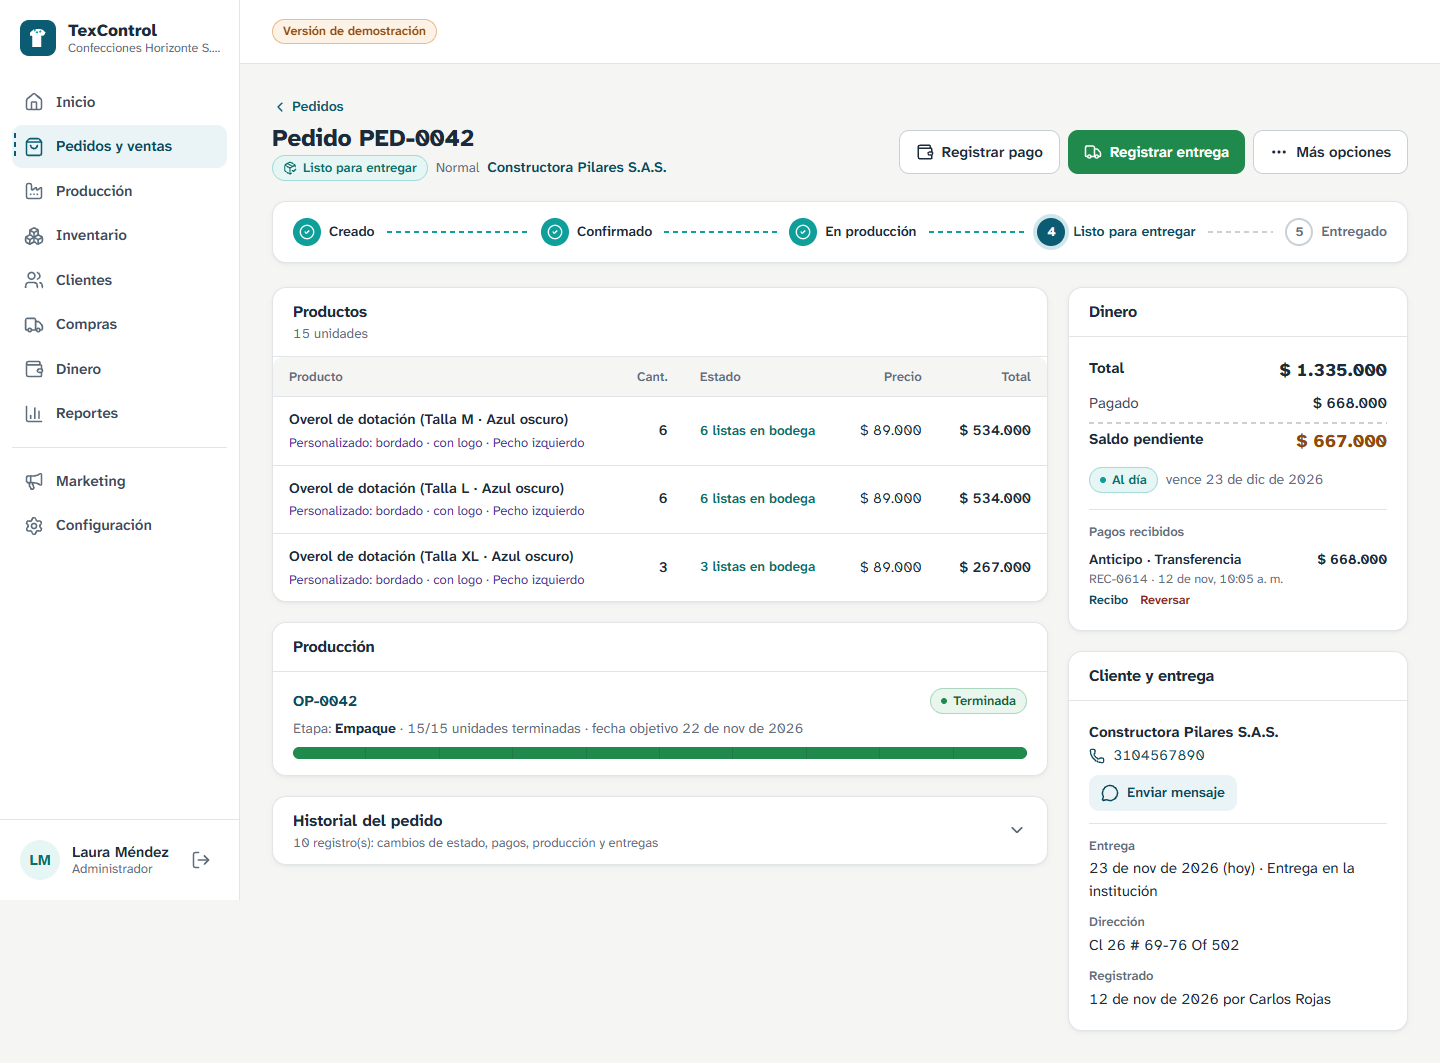 TexControl
Confecciones Horizonte S....
Inicio
Pedidos y ventas
Producción
Inventario
Clientes
Compras
Dinero
Reportes
Marketing
Configuración
LM
Laura Méndez
Administrador
Versión de demostración
Pedidos
Pedido PED-0042
Listo para entregar Normal Constructora Pilares S.A.S.
Registrar pago
Registrar entrega
Más opciones
Creado
Confirmado
En producción
4 Listo para entregar
5 Entregado
Productos
15 unidades
Producto Cant. Estado Precio Total
Overol de dotación (Talla M · Azul oscuro)
Personalizado: bordado · con logo · Pecho izquierdo
6 6 listas en bodega $ 89.000 $ 534.000
Overol de dotación (Talla L · Azul oscuro)
Personalizado: bordado · con logo · Pecho izquierdo
6 6 listas en bodega $ 89.000 $ 534.000
Overol de dotación (Talla XL · Azul oscuro)
Personalizado: bordado · con logo · Pecho izquierdo
3 3 listas en bodega $ 89.000 $ 267.000
Producción
OP-0042 Terminada
Etapa: Empaque · 15/15 unidades terminadas · fecha objetivo 22 de nov de 2026
Historial del pedido
10 registro(s): cambios de estado, pagos, producción y entregas
Dinero
Total $ 1.335.000
Pagado $ 668.000
Saldo pendiente $ 667.000
Al día vence 23 de dic de 2026
Pagos recibidos
Anticipo · Transferencia $ 668.000
REC-0614 · 12 de nov, 10:05 a. m.
Recibo Reversar
Cliente y entrega
Constructora Pilares S.A.S.
3104567890
Enviar mensaje
Entrega
23 de nov de 2026 (hoy) · Entrega en la
institución
Dirección
Cl 26 # 69-76 Of 502
Registrado
12 de nov de 2026 por Carlos Rojas